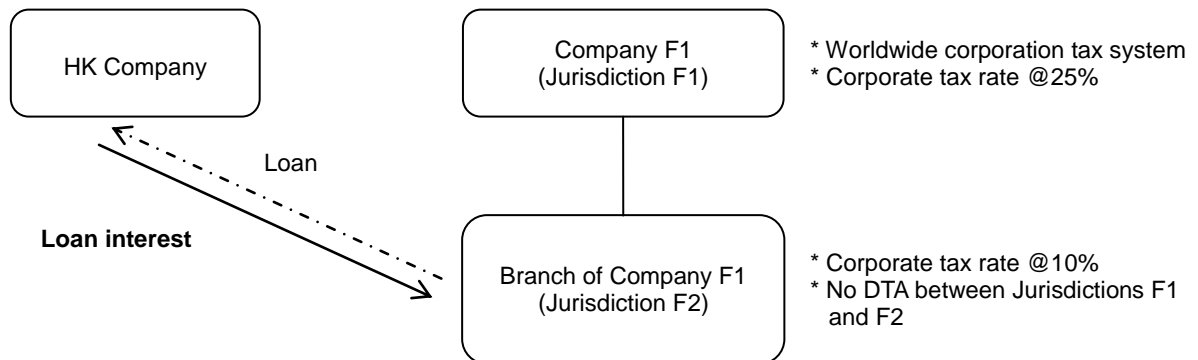 HK Company
Company F1
(Jurisdiction F1)
* Worldwide corporation tax system
* Corporate tax rate @25%
Loan
Loan interest
Branch of Company F1
(Jurisdiction F2)
* Corporate tax rate @10%
* No DTA between Jurisdictions F1
and F2